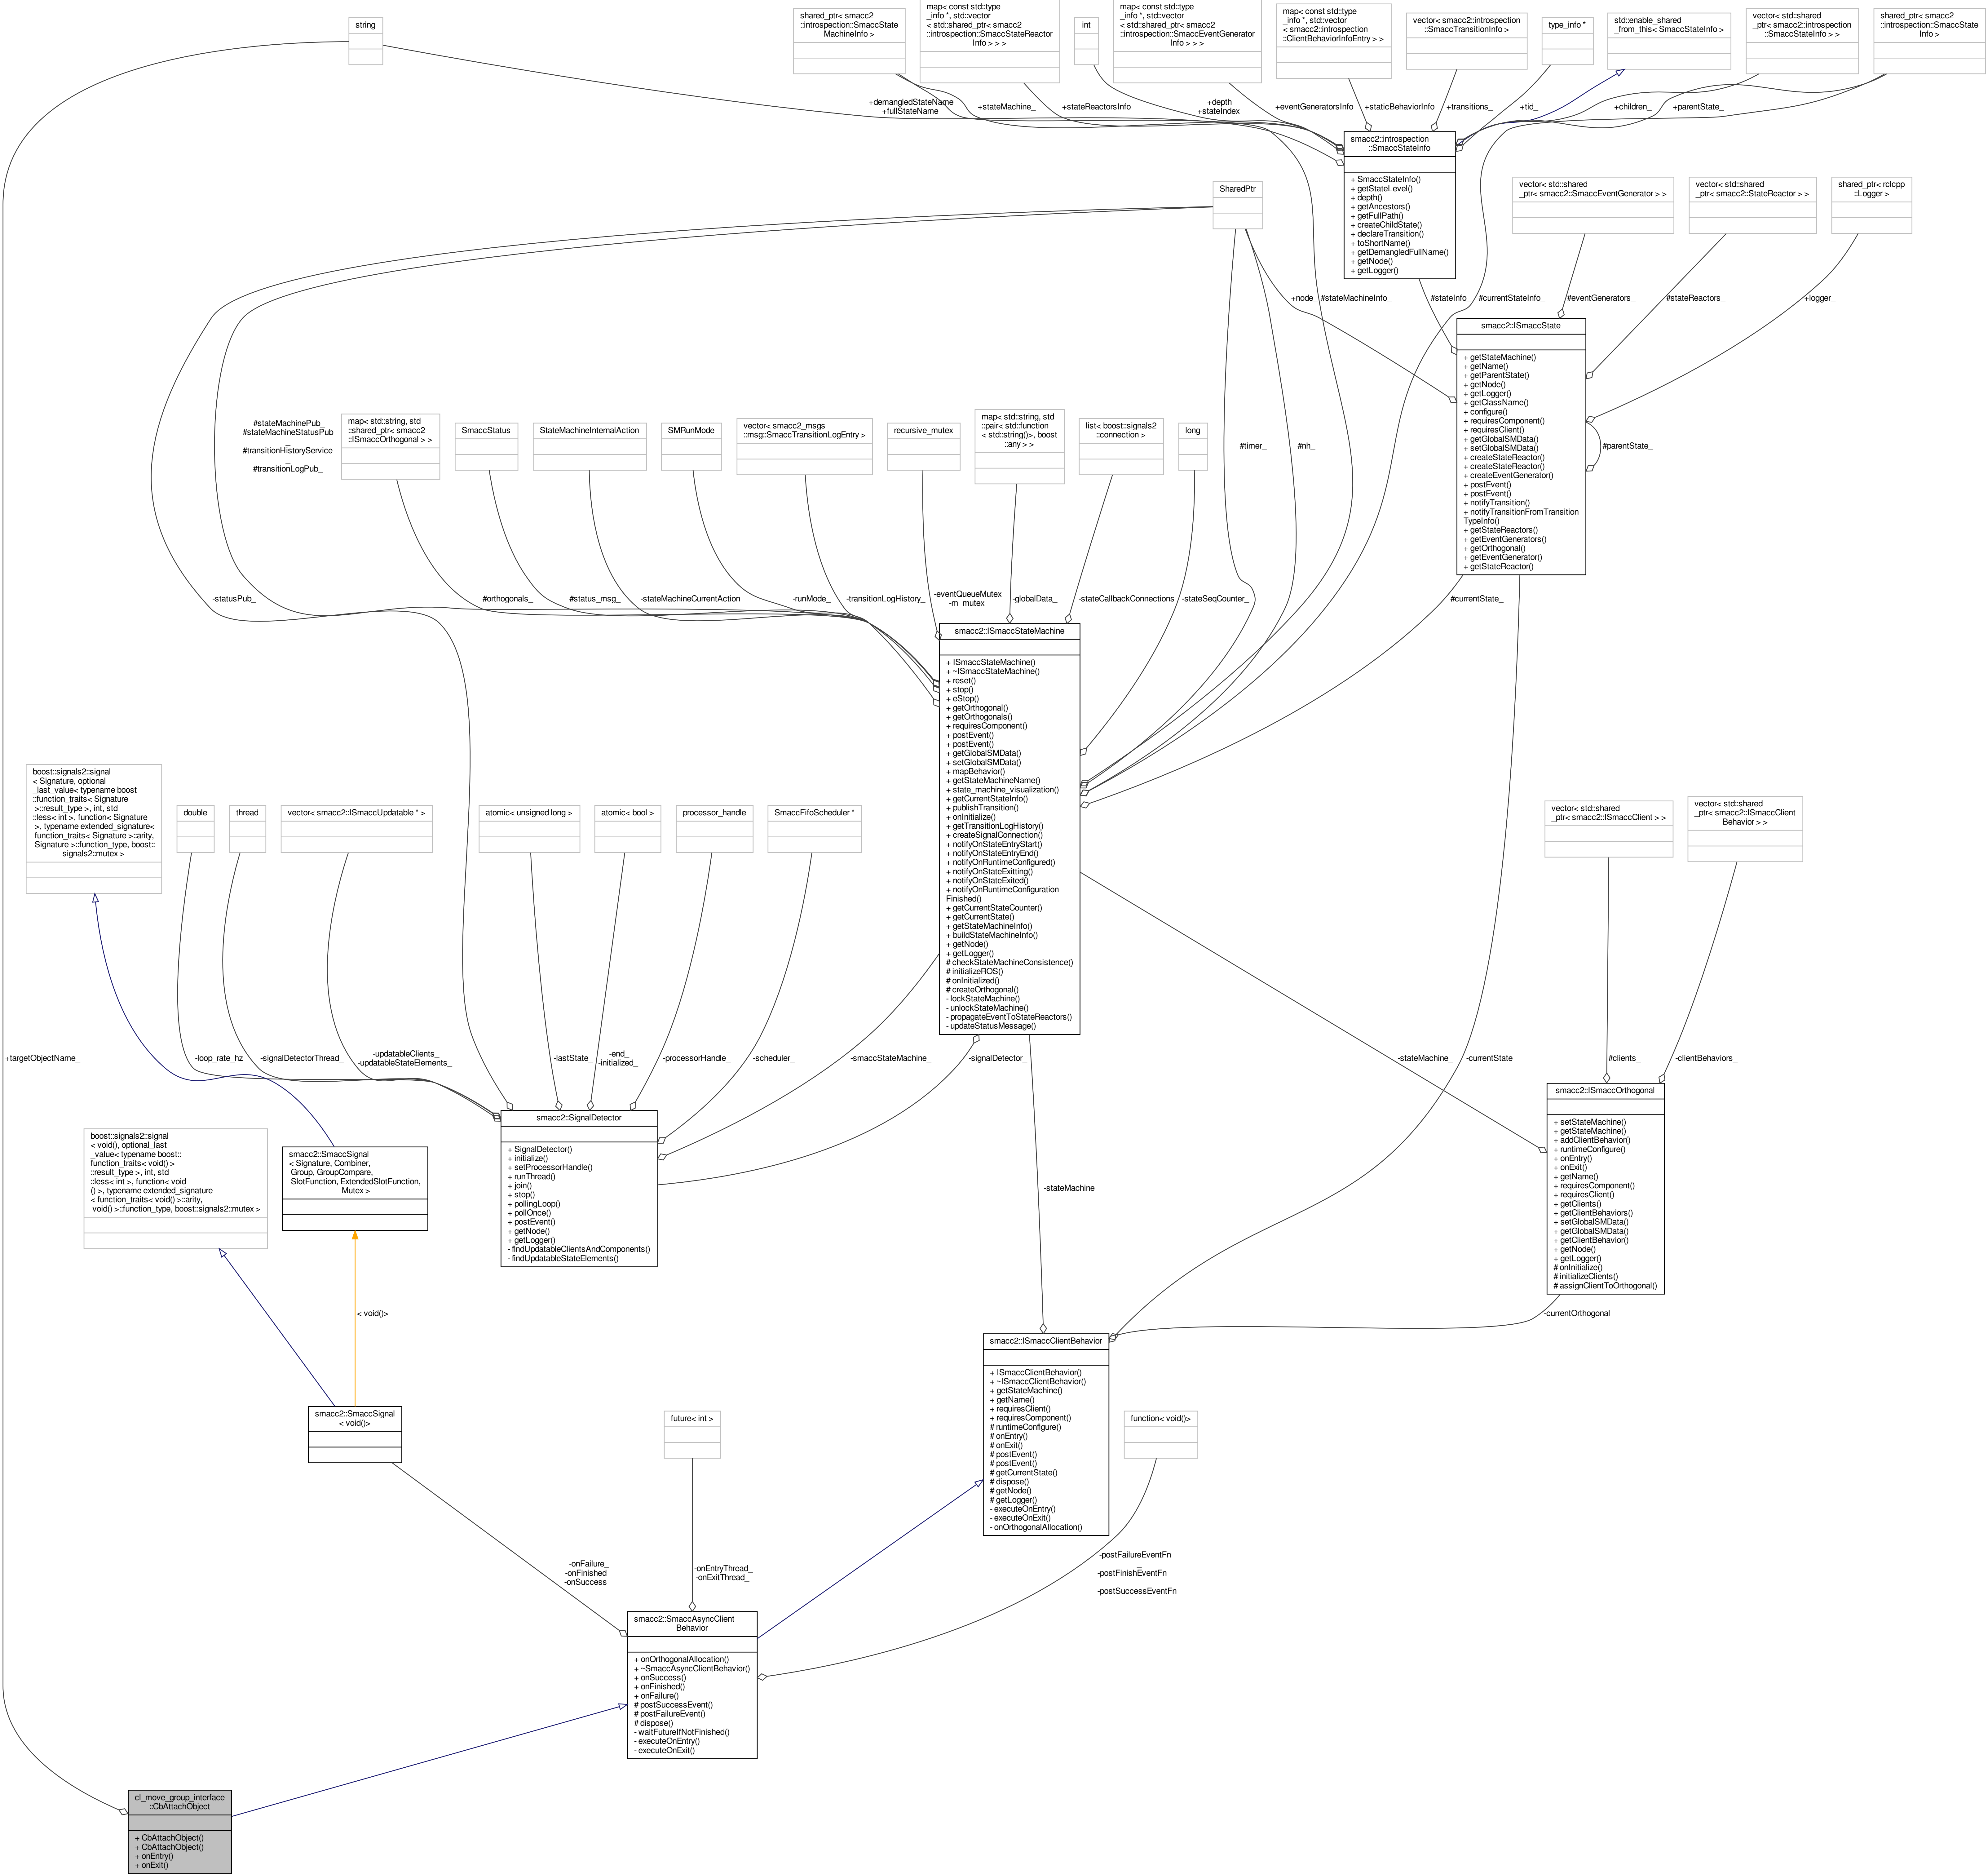 string
shared_ptr< smacc2
::introspection::SmaccState
MachineInfo >
map< const std::type
_info *, std::vector
< std::shared_ptr< smacc2
::introspection::SmaccStateReactor
Info > > >
int
map< const std::type
_info *, std::vector
< std::shared_ptr< smacc2
::introspection::SmaccEventGenerator
Info > > >
map< const std::type
_info *, std::vector
< smacc2::introspection
::ClientBehaviorInfoEntry > >
vector< smacc2::introspection
::SmaccTransitionInfo >
type_info *
std::enable_shared
_from_this< SmaccStateInfo >
vector< std::shared
_ptr< smacc2::introspection
::SmaccStateInfo > >
shared_ptr< smacc2
::introspection::SmaccState
Info >
+demangledStateName
+fullStateName
+stateMachine_
+stateReactorsInfo
+depth_
+stateIndex_
+eventGeneratorsInfo
+staticBehaviorInfo
+transitions_
+tid_
+children_
+parentState_
smacc2::introspection
::SmaccStateInfo
+ SmaccStateInfo()
+ getStateLevel()
+ depth()
+ getAncestors()
+ getFullPath()
+ createChildState()
+ declareTransition()
+ toShortName()
+ getDemangledFullName()
+ getNode()
+ getLogger()
SharedPtr
vector< std::shared
_ptr< smacc2::SmaccEventGenerator > >
vector< std::shared
_ptr< smacc2::StateReactor > >
shared_ptr< rclcpp
::Logger >
+node_
#stateMachineInfo_
#stateInfo_
#currentStateInfo_
#eventGenerators_
#stateReactors_
+logger_
smacc2::ISmaccState
+ getStateMachine()
+ getName()
+ getParentState()
+ getNode()
+ getLogger()
+ getClassName()
+ configure()
+ requiresComponent()
+ requiresClient()
+ getGlobalSMData()
+ setGlobalSMData()
+ createStateReactor()
+ createStateReactor()
+ createEventGenerator()
+ postEvent()
+ postEvent()
+ notifyTransition()
+ notifyTransitionFromTransition
TypeInfo()
+ getStateReactors()
+ getEventGenerators()
+ getOrthogonal()
+ getEventGenerator()
+ getStateReactor()
#parentState_
#stateMachinePub_
#stateMachineStatusPub
_
#transitionHistoryService
_
#transitionLogPub_
map< std::string, std
::shared_ptr< smacc2
::ISmaccOrthogonal > >
SmaccStatus
StateMachineInternalAction
SMRunMode
vector< smacc2_msgs
::msg::SmaccTransitionLogEntry >
recursive_mutex
map< std::string, std
::pair< std::function
< std::string()>, boost
::any > >
list< boost::signals2
::connection >
long
#timer_
#nh_
-statusPub_
#orthogonals_
#status_msg_
-stateMachineCurrentAction
-runMode_
-transitionLogHistory_
-eventQueueMutex_
-m_mutex_
-globalData_
-stateCallbackConnections
-stateSeqCounter_
#currentState_
smacc2::ISmaccStateMachine
+ ISmaccStateMachine()
+ ~ISmaccStateMachine()
+ reset()
+ stop()
+ eStop()
+ getOrthogonal()
+ getOrthogonals()
+ requiresComponent()
+ postEvent()
+ postEvent()
+ getGlobalSMData()
+ setGlobalSMData()
+ mapBehavior()
+ getStateMachineName()
+ state_machine_visualization()
+ getCurrentStateInfo()
+ publishTransition()
+ onInitialize()
+ getTransitionLogHistory()
+ createSignalConnection()
+ notifyOnStateEntryStart()
+ notifyOnStateEntryEnd()
+ notifyOnRuntimeConfigured()
+ notifyOnStateExitting()
+ notifyOnStateExited()
+ notifyOnRuntimeConfiguration
Finished()
+ getCurrentStateCounter()
+ getCurrentState()
+ getStateMachineInfo()
+ buildStateMachineInfo()
+ getNode()
+ getLogger()
# checkStateMachineConsistence()
# initializeROS()
# onInitialized()
# createOrthogonal()
- lockStateMachine()
- unlockStateMachine()
- propagateEventToStateReactors()
- updateStatusMessage()
boost::signals2::signal
< Signature, optional
_last_value< typename boost
::function_traits< Signature
>::result_type >, int, std
::less< int >, function< Signature
>, typename extended_signature<
function_traits< Signature >::arity,
Signature >::function_type, boost::
signals2::mutex >
double
thread
vector< smacc2::ISmaccUpdatable * >
atomic< unsigned long >
atomic< bool >
processor_handle
SmaccFifoScheduler *
vector< std::shared
_ptr< smacc2::ISmaccClient > >
vector< std::shared
_ptr< smacc2::ISmaccClient
Behavior > >
+targetObjectName_
-loop_rate_hz
-signalDetectorThread_
-updatableClients_
-updatableStateElements_
-lastState_
-end_
-initialized_
-processorHandle_
-scheduler_
-smaccStateMachine_
-signalDetector_
-stateMachine_
-currentState
#clients_
-clientBehaviors_
smacc2::ISmaccOrthogonal
+ setStateMachine()
+ getStateMachine()
+ addClientBehavior()
+ runtimeConfigure()
+ onEntry()
+ onExit()
+ getName()
+ requiresComponent()
+ requiresClient()
+ getClients()
+ getClientBehaviors()
+ setGlobalSMData()
+ getGlobalSMData()
+ getClientBehavior()
+ getNode()
+ getLogger()
# onInitialize()
# initializeClients()
# assignClientToOrthogonal()
smacc2::SignalDetector
+ SignalDetector()
+ initialize()
+ setProcessorHandle()
+ runThread()
+ join()
+ stop()
+ pollingLoop()
+ pollOnce()
+ postEvent()
+ getNode()
+ getLogger()
- findUpdatableClientsAndComponents()
- findUpdatableStateElements()
boost::signals2::signal
< void(), optional_last
_value< typename boost::
function_traits< void() >
::result_type >, int, std
::less< int >, function< void
() >, typename extended_signature
< function_traits< void() >::arity,
void() >::function_type, boost::signals2::mutex >
smacc2::SmaccSignal
< Signature, Combiner,
Group, GroupCompare,
SlotFunction, ExtendedSlotFunction,
Mutex >
-stateMachine_
< void()>
-currentOrthogonal
smacc2::ISmaccClientBehavior
+ ISmaccClientBehavior()
+ ~ISmaccClientBehavior()
+ getStateMachine()
+ getName()
+ requiresClient()
+ requiresComponent()
# runtimeConfigure()
# onEntry()
# onExit()
# postEvent()
# postEvent()
# getCurrentState()
# dispose()
# getNode()
# getLogger()
- executeOnEntry()
- executeOnExit()
- onOrthogonalAllocation()
smacc2::SmaccSignal
< void()>
future< int >
function< void()>
-onFailure_
-onFinished_
-onSuccess_
-onEntryThread_
-onExitThread_
-postFailureEventFn
_
-postFinishEventFn
_
-postSuccessEventFn_
smacc2::SmaccAsyncClient
Behavior
+ onOrthogonalAllocation()
+ ~SmaccAsyncClientBehavior()
+ onSuccess()
+ onFinished()
+ onFailure()
# postSuccessEvent()
# postFailureEvent()
# dispose()
- waitFutureIfNotFinished()
- executeOnEntry()
- executeOnExit()
cl_move_group_interface
::CbAttachObject
+ CbAttachObject()
+ CbAttachObject()
+ onEntry()
+ onExit()